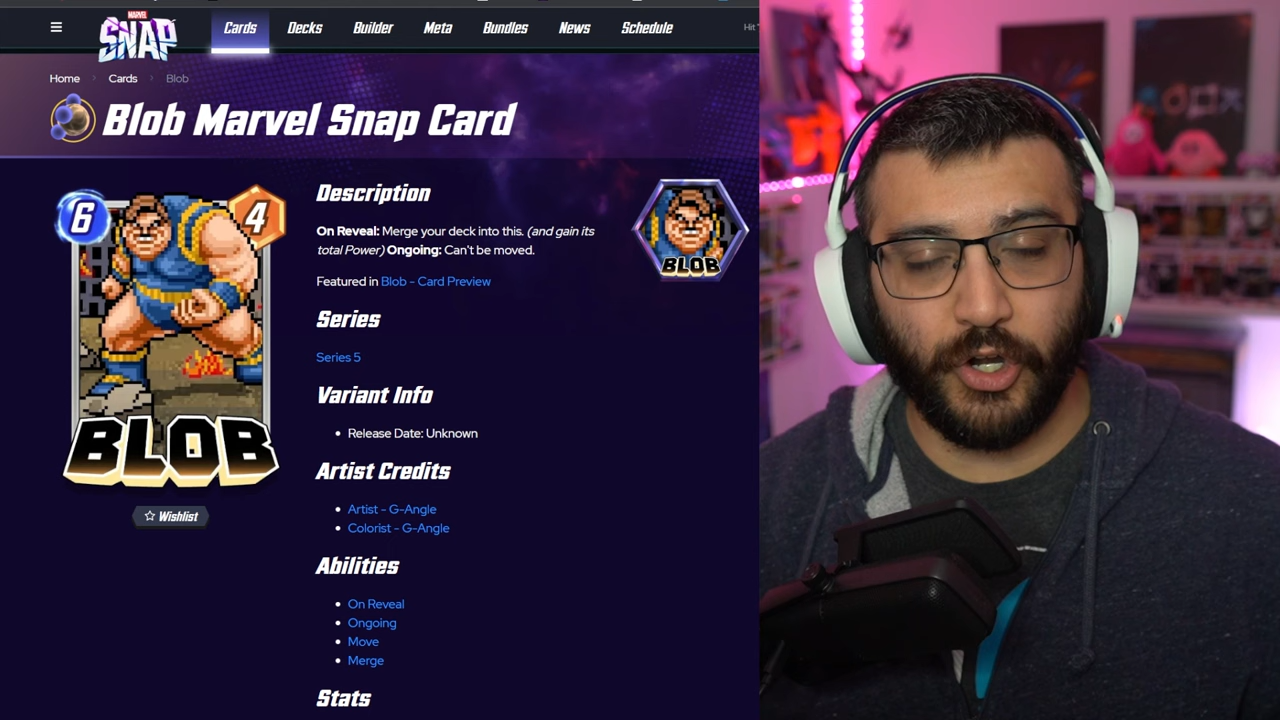 MARVEL
SNAP
Cards
Decks
Builder
Meta
Bundles
News
Schedule
Hit
Home
Cards
Blob
Blob Marvel Snap Card
6
4
BLOB
Wishlist
Description
On Reveal: Merge your deck into this. (and gain its
total Power) Ongoing: Can't be moved.
Featured in Blob - Card Preview
BLOB
Series
Series 5
Variant Info
• Release Date: Unknown
Artist Credits
• Artist - G-Angle
• Colorist - G-Angle
Abilities
• On Reveal
• Ongoing
• Move
• Merge
Stats